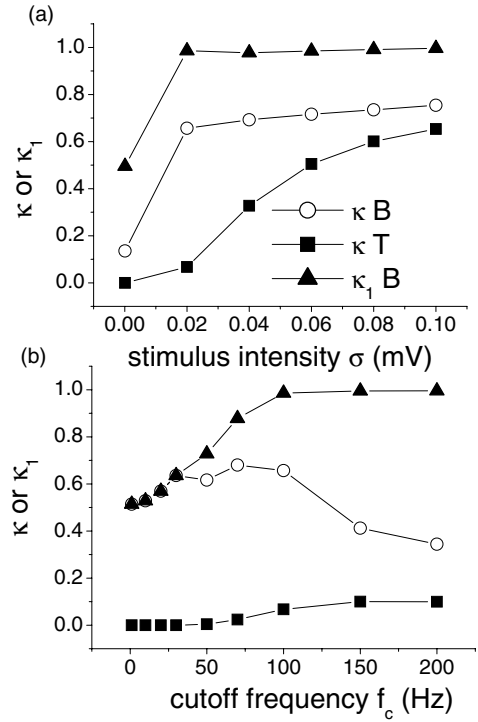 (a)
1.0
0.8
0.6
0.4
0.2
0.0
κ or κ₁
κ B
κ T
κ₁ B
0.00 0.02 0.04 0.06 0.08 0.10
stimulus intensity σ (mV)
(b)
1.0
0.8
0.6
0.4
0.2
0.0
κ or κ₁
0 50 100 150 200
cutoff frequency f_c (Hz)